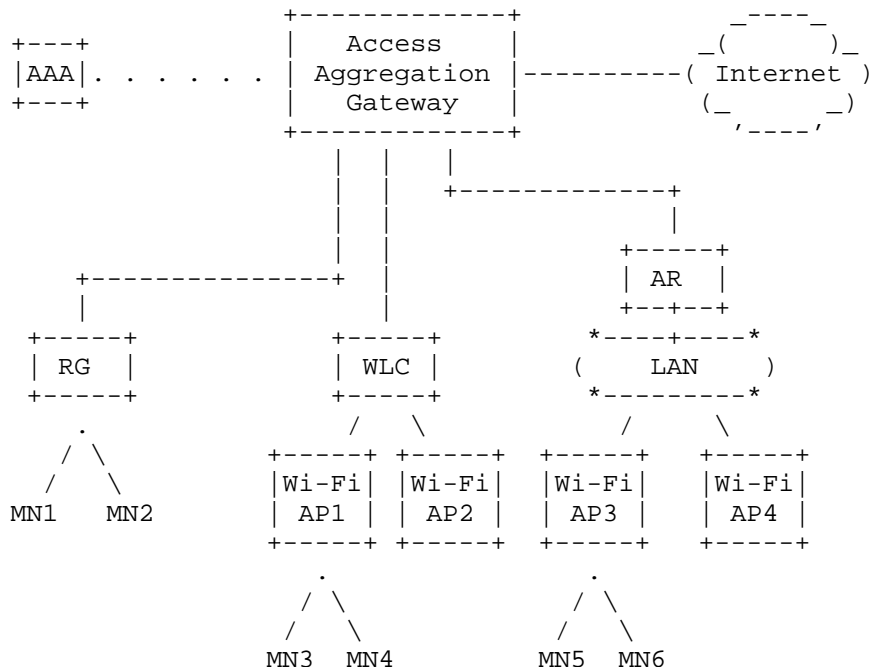 Access
AAA Aggregation Internet
Gateway
AR
RG WLC LAN
Wi-Fi Wi-Fi Wi-Fi Wi-Fi
MN1 MN2 AP1 AP2 AP3 AP4
MN3 MN4 MN5 MN6